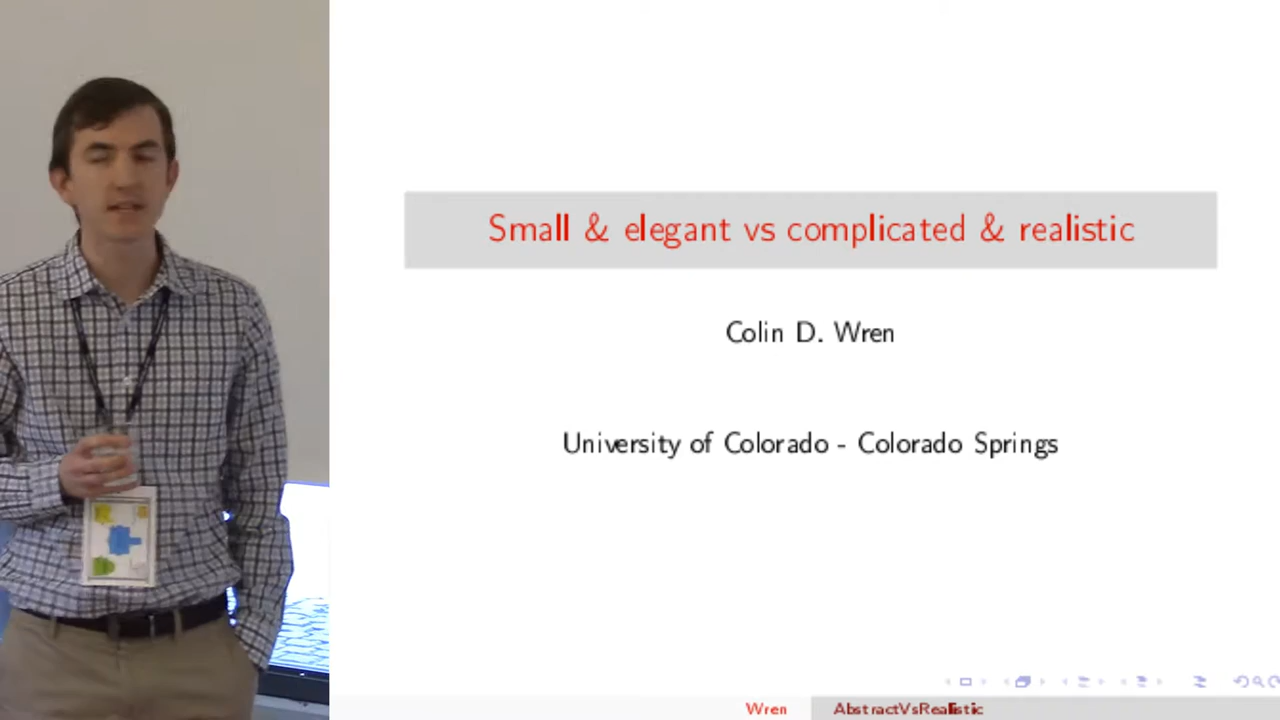 Small & elegant vs complicated & realistic
Colin D. Wren
University of Colorado - Colorado Springs
Wren
AbstractVsRealistic